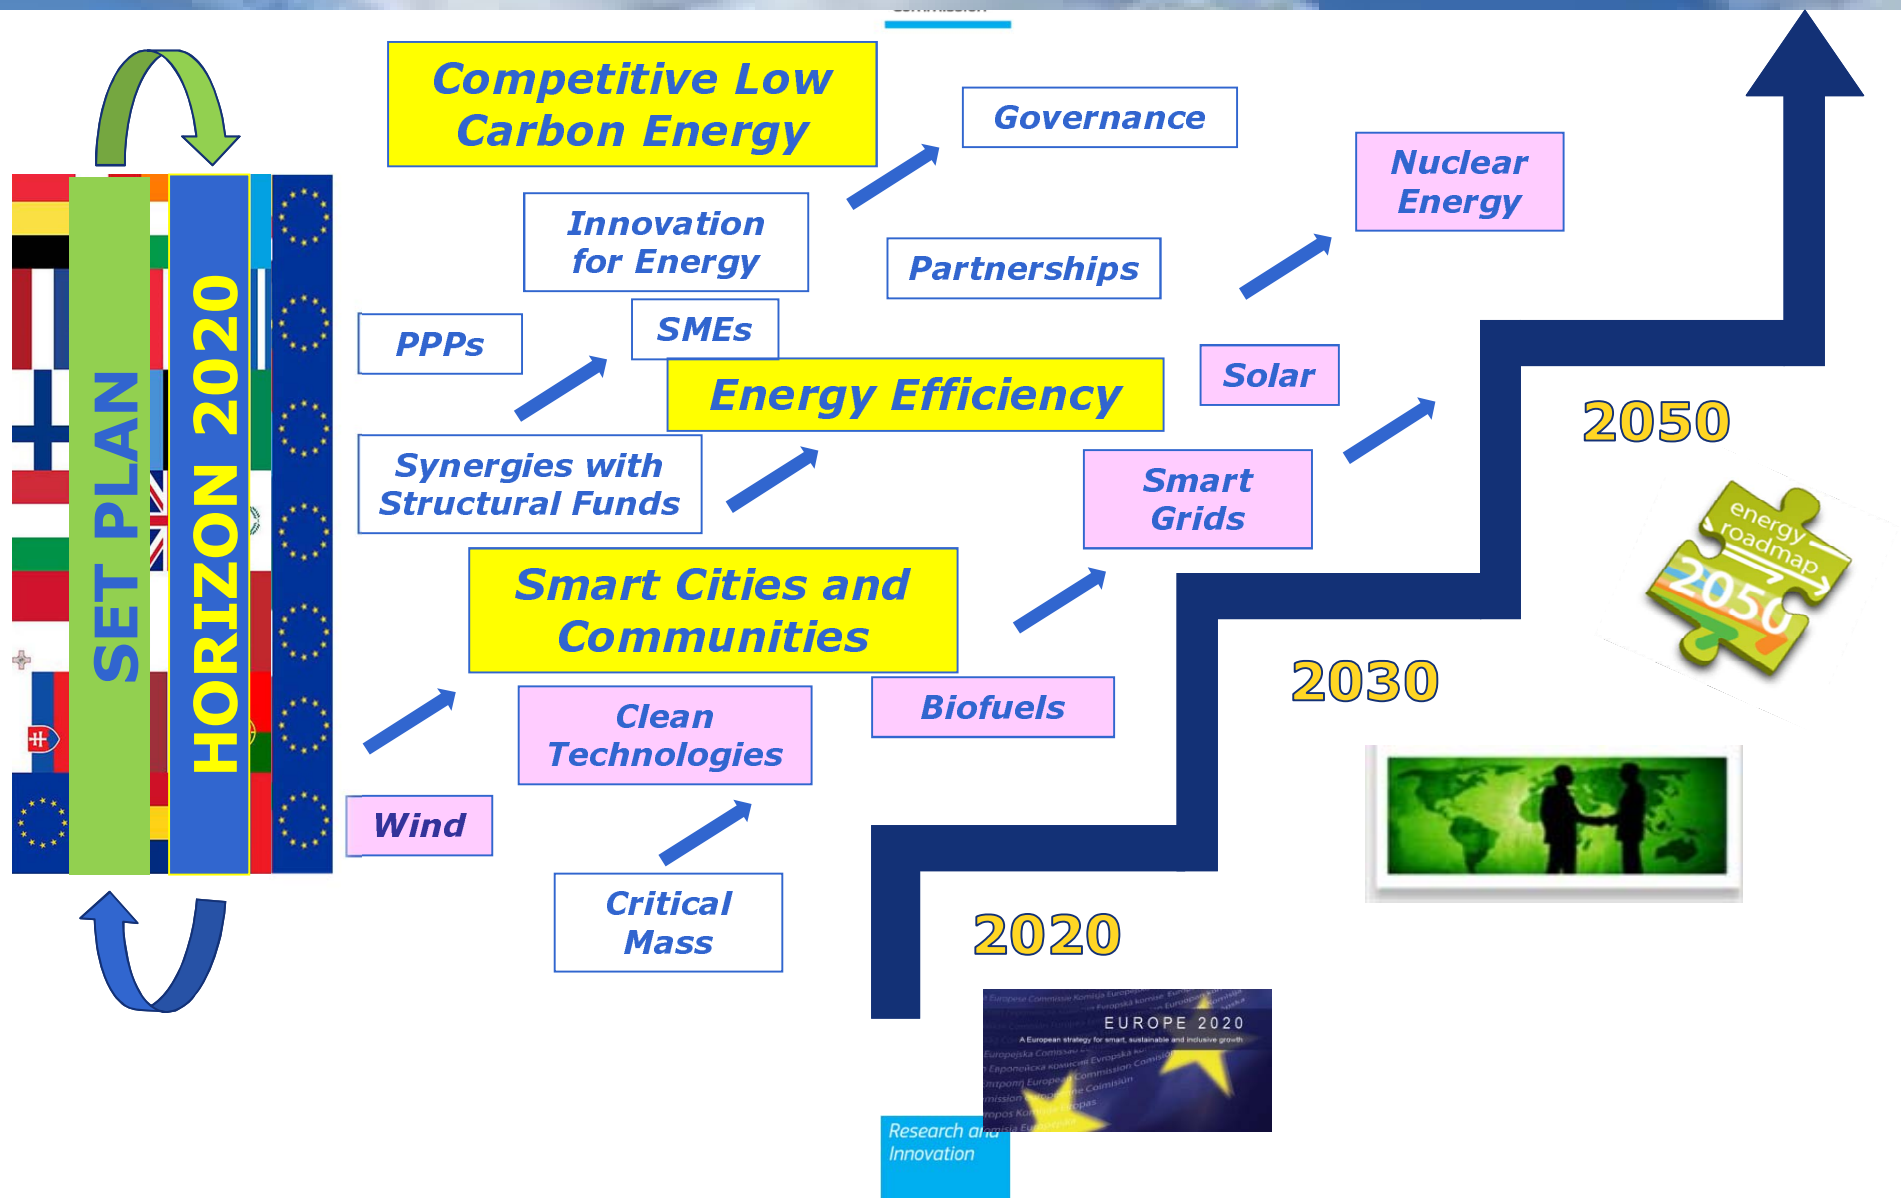 Competitive Low
Carbon Energy
Governance
Nuclear
Energy
Innovation
for Energy
Partnerships
PPPs
SMEs
Energy Efficiency
Solar
Synergies with
Structural Funds
Smart
Grids
Smart Cities and
Communities
Clean
Technologies
Biofuels
Wind
Critical
Mass
SET PLAN
HORIZON 2020
2050
energy
roadmap
2050
2030
2020
EUROPE 2020
A European strategy for smart, sustainable and inclusive growth
Research and
Innovation